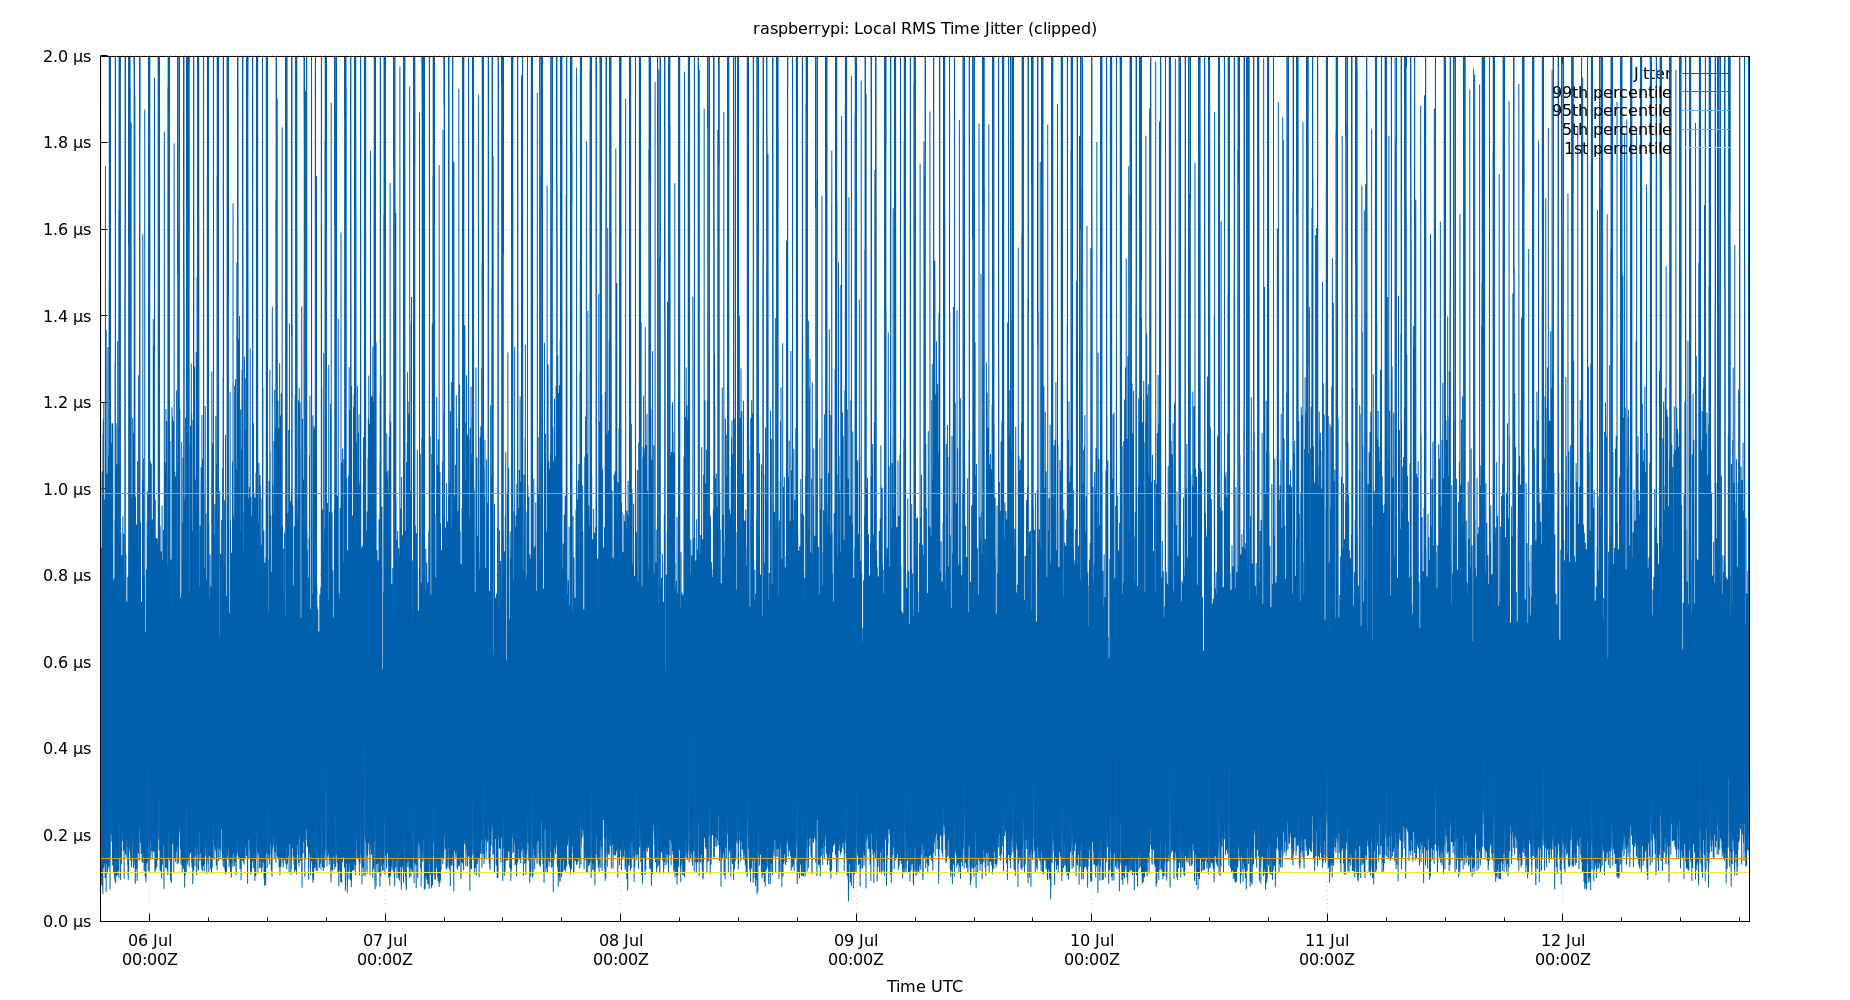 raspberrypi: Local RMS Time Jitter (clipped)
2.0 µs
1.8 µs
1.6 µs
1.4 µs
1.2 µs
1.0 µs
0.8 µs
0.6 µs
0.4 µs
0.2 µs
0.0 µs
Jitter
99th percentile
95th percentile
5th percentile
1st percentile
06 Jul 07 Jul 08 Jul 09 Jul 10 Jul 11 Jul 12 Jul
00:00Z 00:00Z 00:00Z 00:00Z 00:00Z 00:00Z 00:00Z
Time UTC